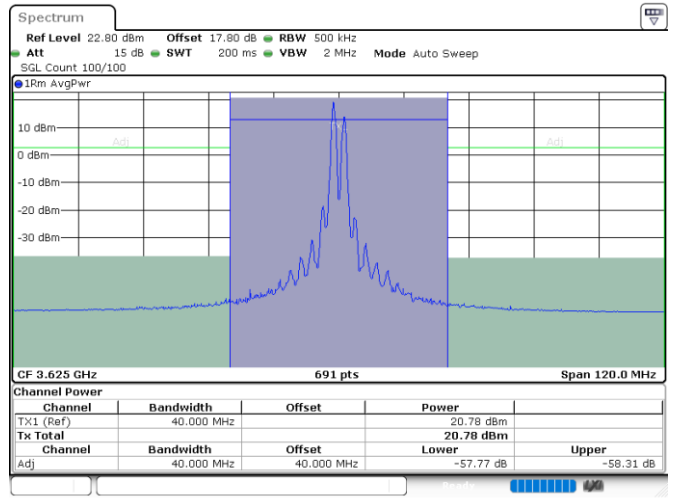 Spectrum
Ref Level 22.80 dBm Offset 17.80 dB RBW 500 kHz
Att 15 dB SWT 200 ms VBW 2 MHz Mode Auto Sweep
SGL Count 100/100
1Rm AvgPwr
10 dBm
Adj Adj
0 dBm
-10 dBm
-20 dBm
-30 dBm
CF 3.625 GHz 691 pts Span 120.0 MHz
Channel Power
Channel Bandwidth Offset Power
TX1 (Ref) 40.000 MHz 20.78 dBm
Tx Total 20.78 dBm
Channel Bandwidth Offset Lower Upper
Adj 40.000 MHz 40.000 MHz -57.77 dB -58.31 dB